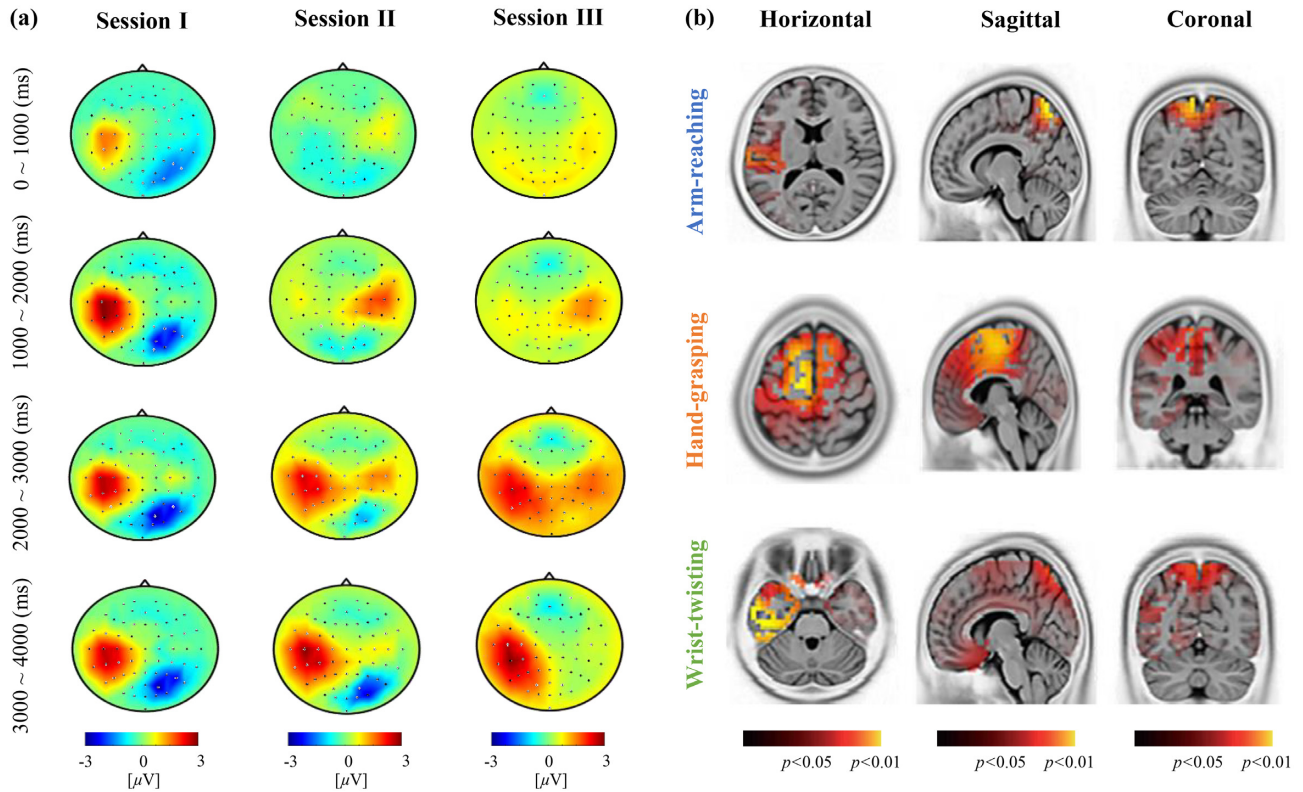 (a)
Session I
Session II
Session III
0 ~ 1000 (ms)
1000 ~ 2000 (ms)
2000 ~ 3000 (ms)
3000 ~ 4000 (ms)
-3 0 3
[μV]
-3 0 3
[μV]
-3 0 3
[μV]
(b)
Horizontal
Sagittal
Coronal
Arm-reaching
Hand-grasping
Wrist-twisting
p<0.05 p<0.01
p<0.05 p<0.01
p<0.05 p<0.01